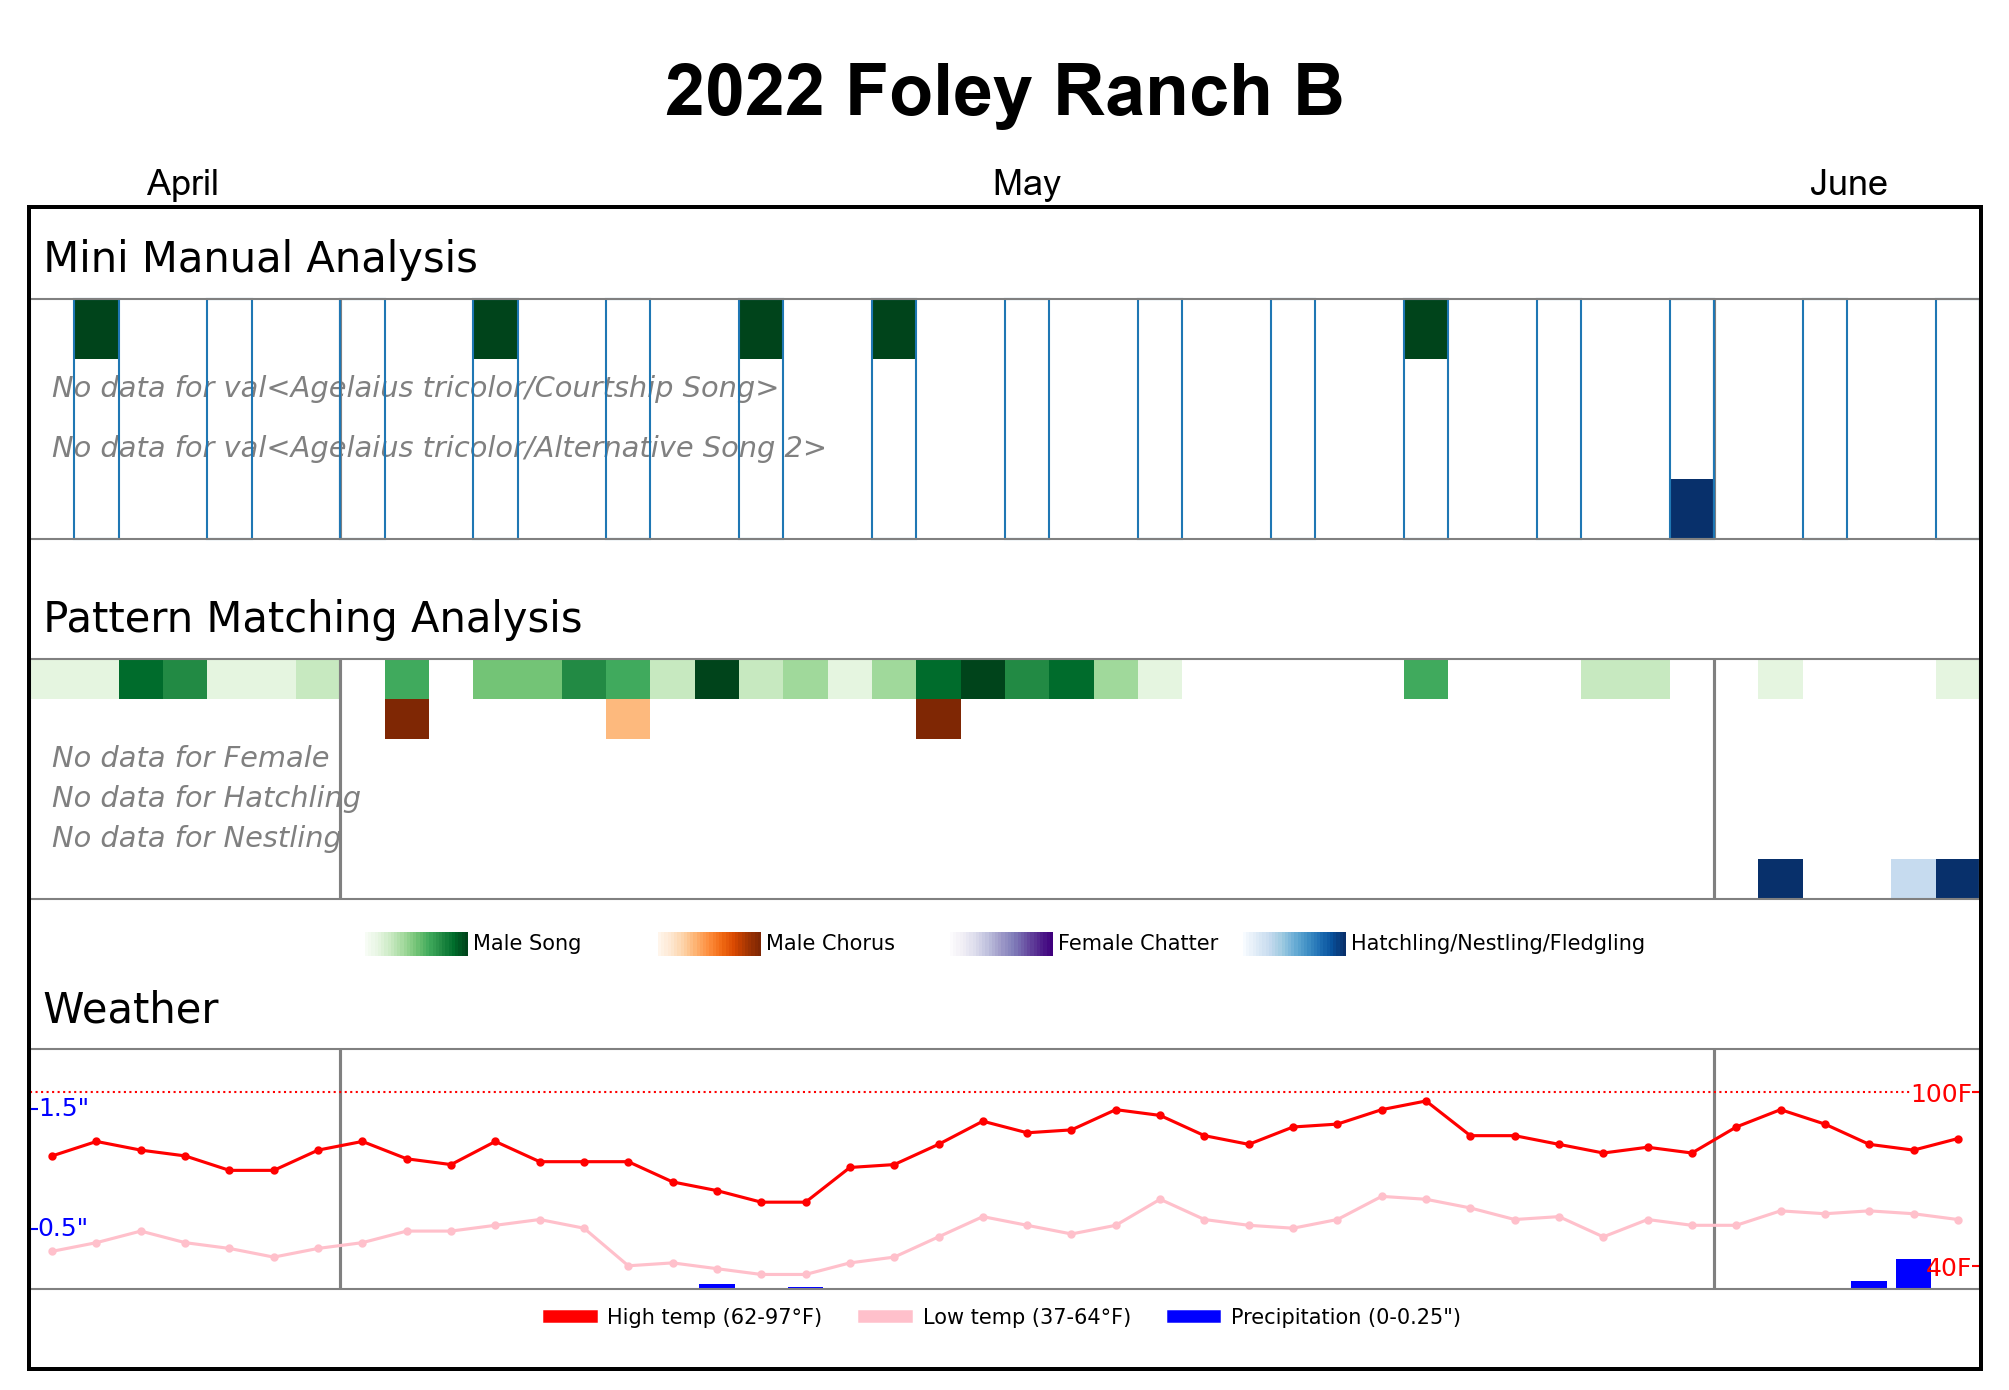 2022 Foley Ranch B
April May June
Mini Manual Analysis
No data for val<Agelaius tricolor/Courtship Song>
No data for val<Agelaius tricolor/Alternative Song 2>
Pattern Matching Analysis
No data for Female
No data for Hatchling
No data for Nestling
Male Song Male Chorus Female Chatter Hatchling/Nestling/Fledgling
Weather
100F
1.5"
0.5"
40F
High temp (62-97°F) Low temp (37-64°F) Precipitation (0-0.25")